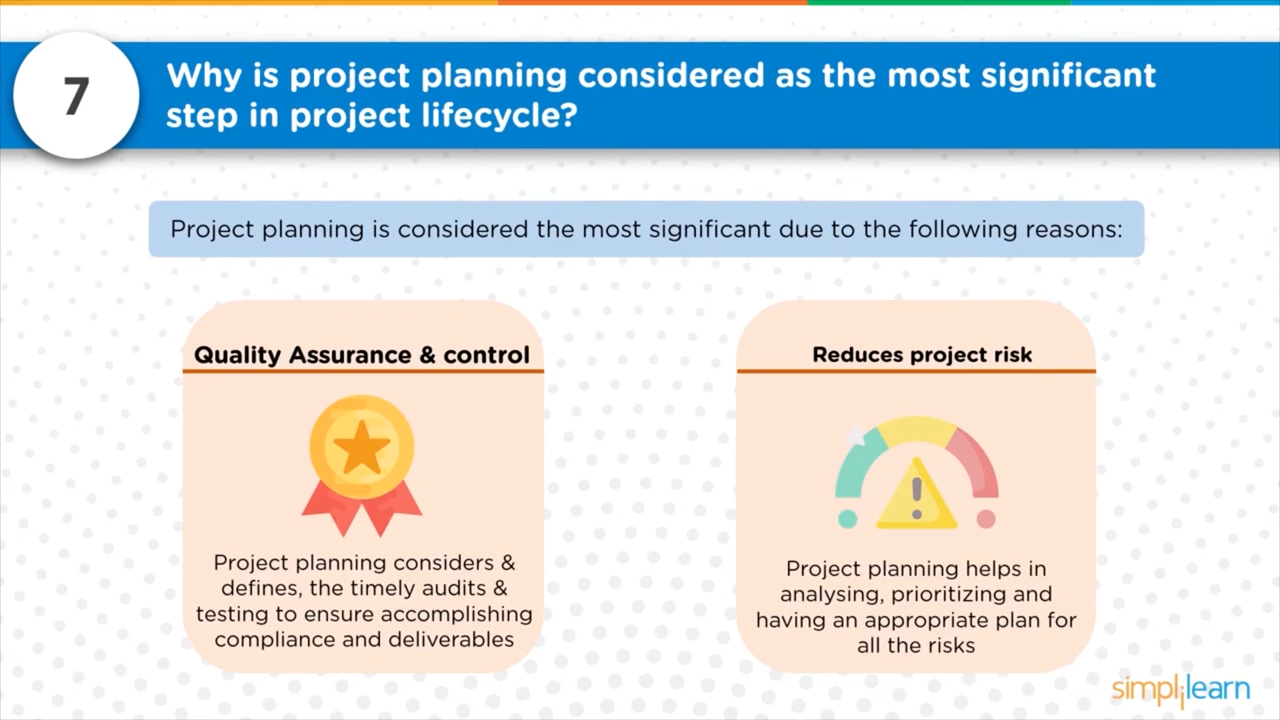 7
Why is project planning considered as the most significant
step in project lifecycle?
Project planning is considered the most significant due to the following reasons:
Quality Assurance & control
Project planning considers &
defines, the timely audits &
testing to ensure accomplishing
compliance and deliverables
Reduces project risk
Project planning helps in
analysing, prioritizing and
having an appropriate plan for
all the risks
simplilearn